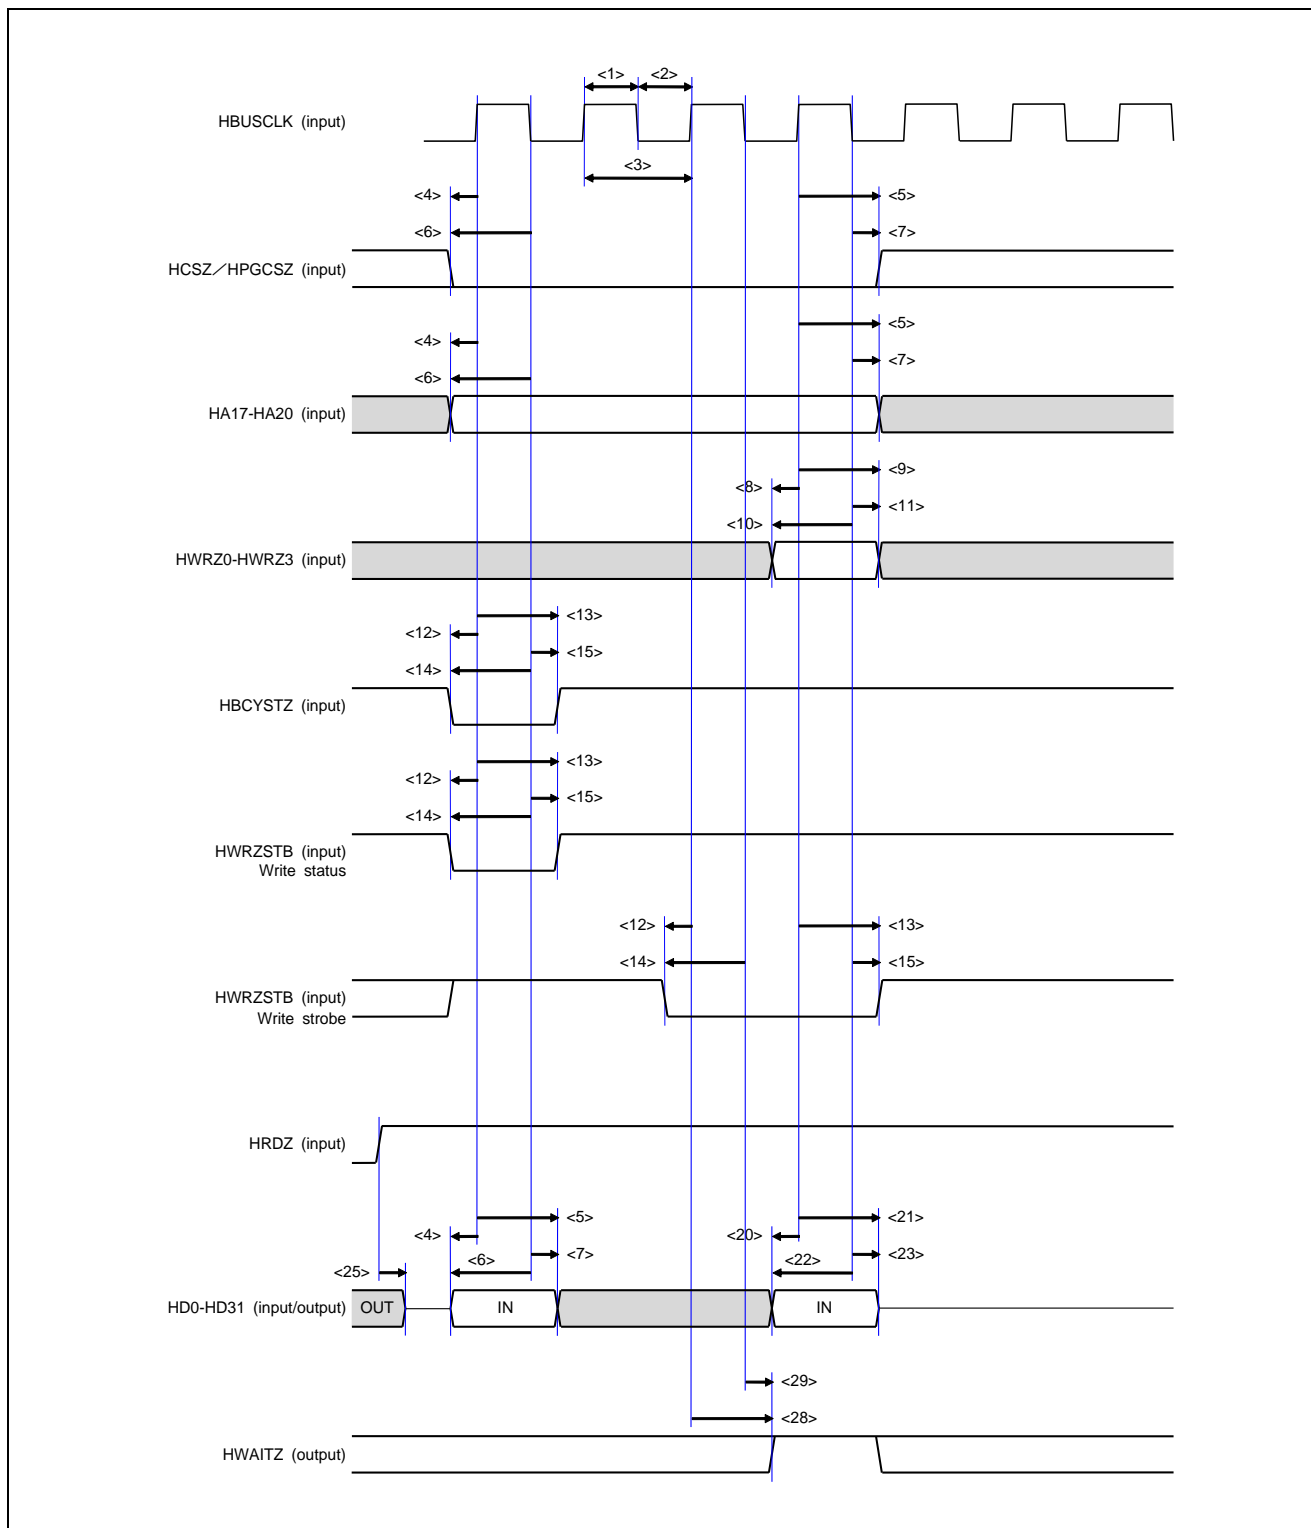 <1> <2>
HBUSCLK (input)
<3>
<4> <5>
<6> <7>
HCSZ／HPGCSZ (input)
<5>
<4>
<7>
<6>
HA17-HA20 (input)
<9>
<8>
<11>
<10>
HWRZ0-HWRZ3 (input)
<13>
<12>
<15>
<14>
HBCYSTZ (input)
<13>
<12>
<15>
<14>
HWRZSTB (input)
Write status
<12> <13>
<14> <15>
HWRZSTB (input)
Write strobe
HRDZ (input)
<5> <21>
<4> <20>
<7> <23>
<25> <6> <22>
HD0-HD31 (input/output) OUT IN IN
<29>
<28>
HWAITZ (output)